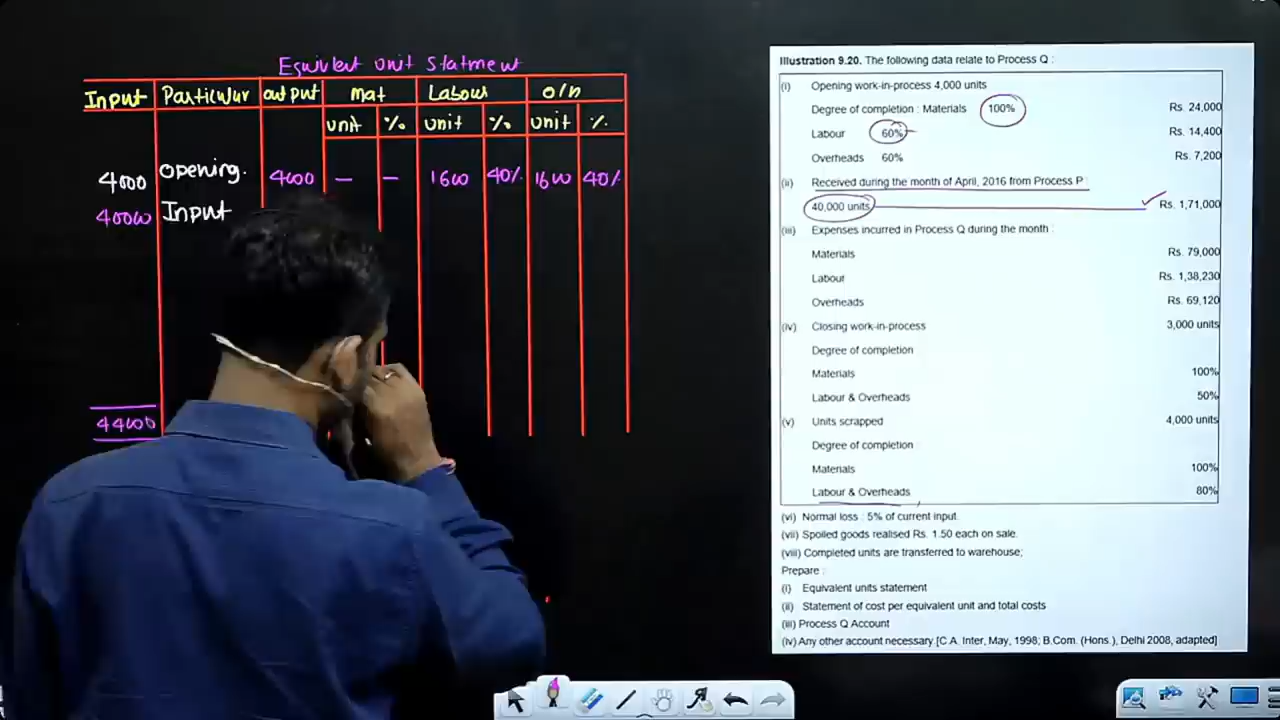 Equivlent unit Statment
Input Particular output Mat Labour O/H
unit % unit % unit %
4000 Opening. 4000 — — 1600 40% 1600 40%
40000 Input
44000
Illustration 9.20. The following data relate to Process Q :
(i) Opening work-in-process 4,000 units
Degree of completion : Materials 100% Rs. 24,000
Labour 60% Rs. 14,400
Overheads 60% Rs. 7,200
(ii) Received during the month of April, 2016 from Process P :
40,000 units Rs. 1,71,000
(iii) Expenses incurred in Process Q during the month :
Materials Rs. 79,000
Labour Rs. 1,38,230
Overheads Rs. 69,120
(iv) Closing work-in-process 3,000 units
Degree of completion
Materials 100%
Labour & Overheads 50%
(v) Units scrapped 4,000 units
Degree of completion
Materials 100%
Labour & Overheads 80%
(vi) Normal loss : 5% of current input.
(vii) Spoiled goods realised Rs. 1.50 each on sale.
(viii) Completed units are transferred to warehouse;
Prepare :
(i) Equivalent units statement
(ii) Statement of cost per equivalent unit and total costs
(iii) Process Q Account
(iv) Any other account necessary [C.A. Inter, May, 1998; B.Com. (Hons.), Delhi 2008, adapted]